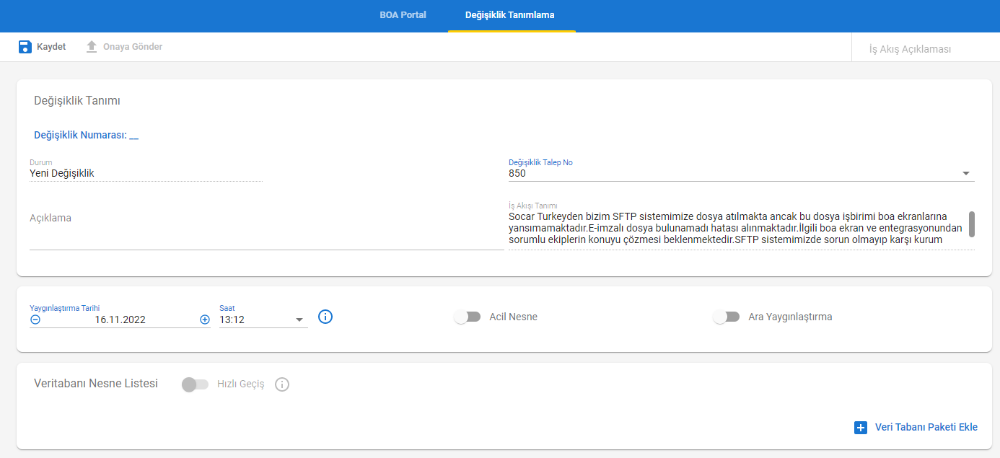 BOA Portal
Değişiklik Tanımlama
Kaydet
Onaya Gönder
İş Akış Açıklaması
Değişiklik Tanımı
Değişiklik Numarası: __
Durum
Yeni Değişiklik
Değişiklik Talep No
850
Açıklama
İş Akışı Tanımı
Socar Turkeyden bizim SFTP sistemimize dosya atılmakta ancak bu dosya işbirimi boa ekranlarına
yansımamaktadır.E-imzalı dosya bulunamadı hatası alınmaktadır.İlgili boa ekran ve entegrasyonundan
sorumlu ekiplerin konuyu çözmesi beklenmektedir.SFTP sistemimizde sorun olmayıp karşı kurum
Yaygınlaştırma Tarihi
16.11.2022
Saat
13:12
Acil Nesne
Ara Yaygınlaştırma
Veritabanı Nesne Listesi
Hızlı Geçiş
Veri Tabanı Paketi Ekle